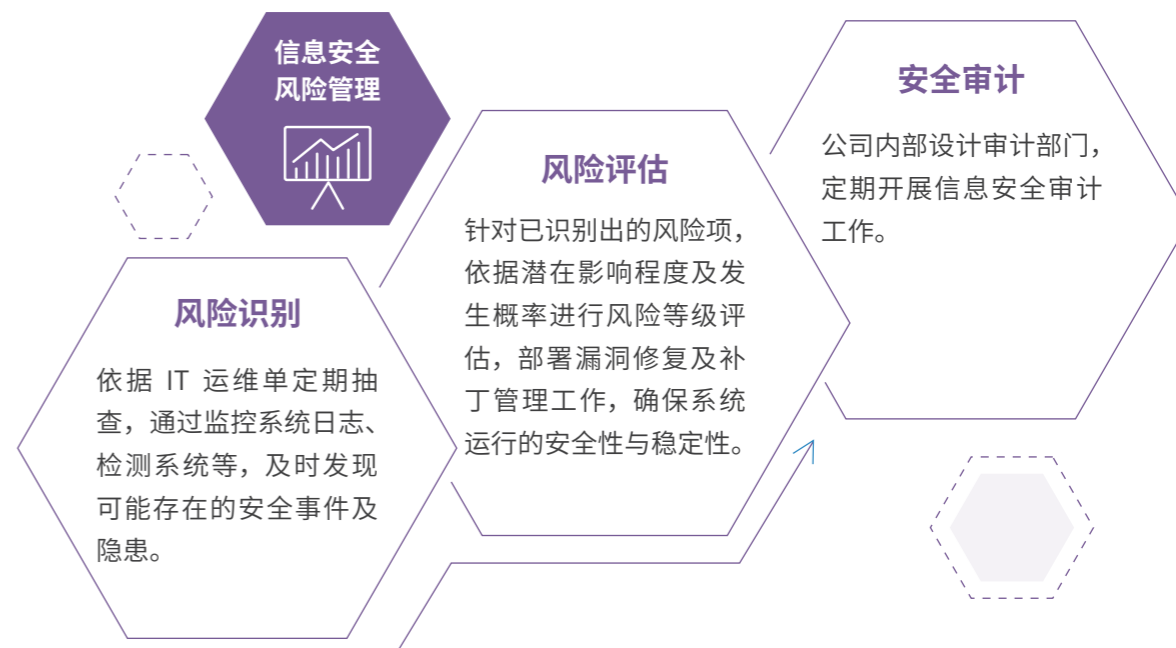 信息安全
风险管理
风险识别
依据 IT 运维单定期抽
查，通过监控系统日志、
检测系统等，及时发现
可能存在的安全事件及
隐患。
风险评估
针对已识别出的风险项，
依据潜在影响程度及发
生概率进行风险等级评
估，部署漏洞修复及补
丁管理工作，确保系统
运行的安全性与稳定性。
安全审计
公司内部设计审计部门，
定期开展信息安全审计
工作。